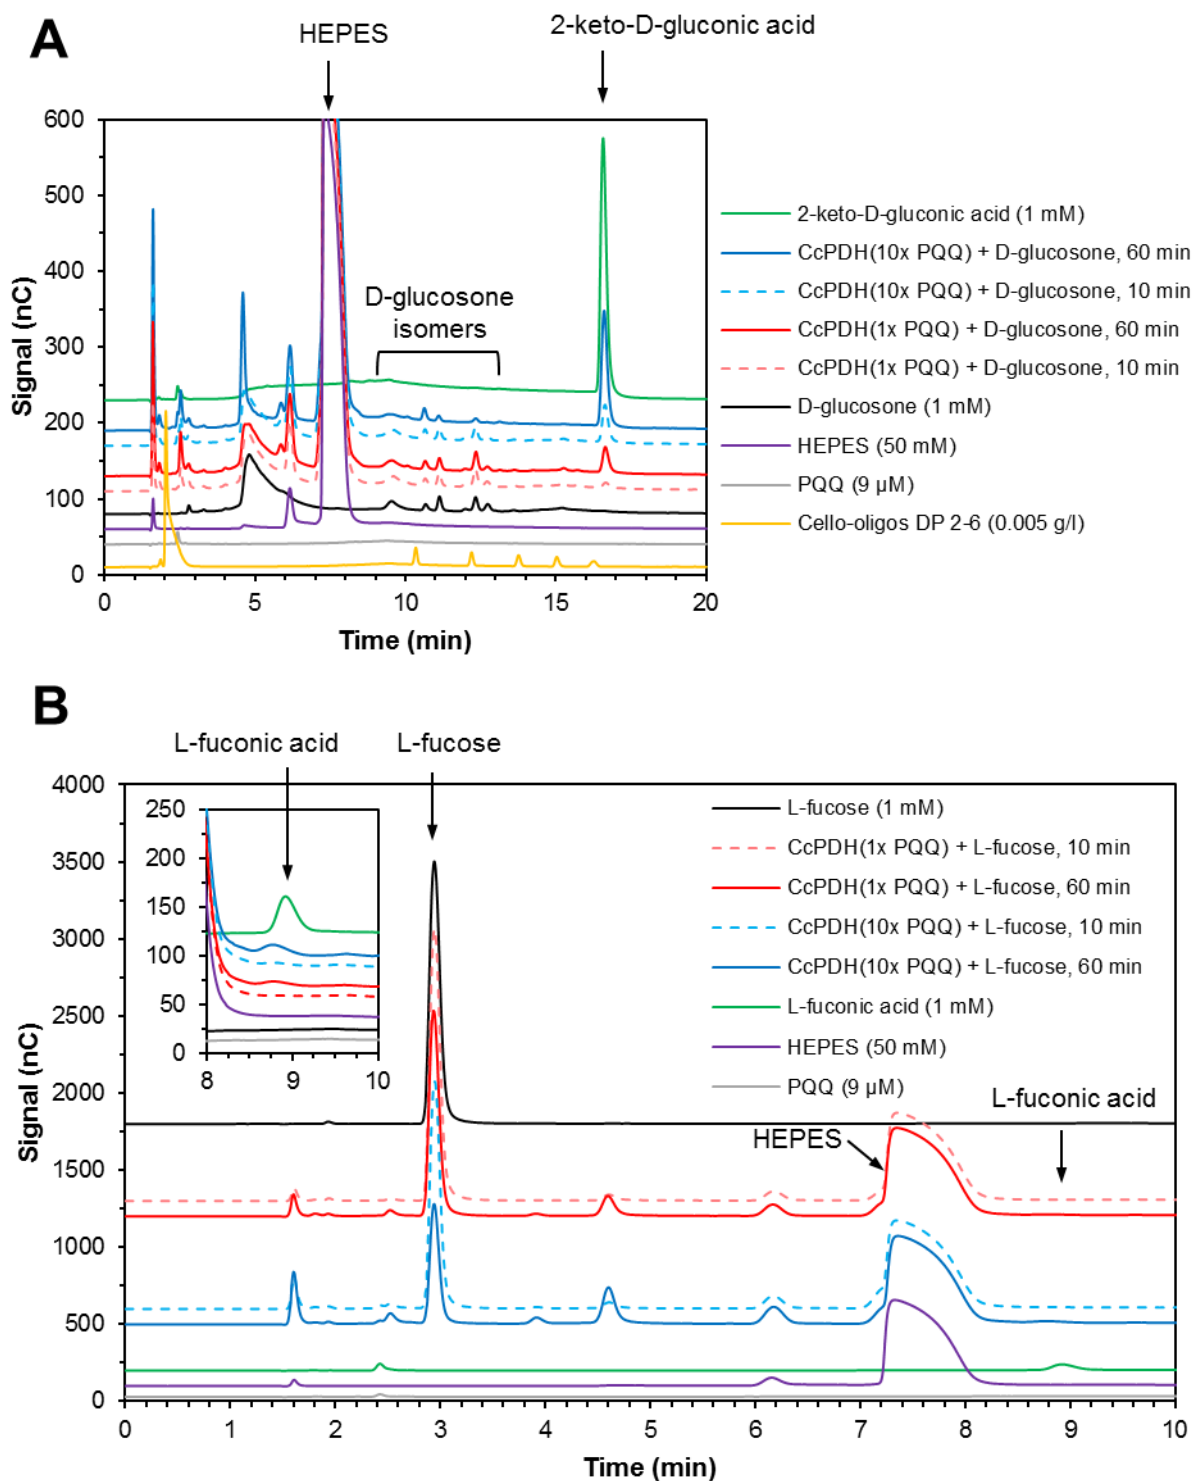 A
HEPES
2-keto-D-gluconic acid
600
500
400
300
200
100
0
Signal (nC)
D-glucosone
isomers
0
5
10
15
20
Time (min)
2-keto-D-gluconic acid (1 mM)
CcPDH(10x PQQ) + D-glucosone, 60 min
CcPDH(10x PQQ) + D-glucosone, 10 min
CcPDH(1x PQQ) + D-glucosone, 60 min
CcPDH(1x PQQ) + D-glucosone, 10 min
D-glucosone (1 mM)
HEPES (50 mM)
PQQ (9 µM)
Cello-oligos DP 2-6 (0.005 g/l)
B
L-fuconic acid
L-fucose
4000
3500
3000
2500
2000
1500
1000
500
0
Signal (nC)
250
200
150
100
50
0
8
9
10
L-fucose (1 mM)
CcPDH(1x PQQ) + L-fucose, 10 min
CcPDH(1x PQQ) + L-fucose, 60 min
CcPDH(10x PQQ) + L-fucose, 10 min
CcPDH(10x PQQ) + L-fucose, 60 min
L-fuconic acid (1 mM)
HEPES (50 mM)
PQQ (9 µM)
L-fuconic acid
HEPES
0
1
2
3
4
5
6
7
8
9
10
Time (min)